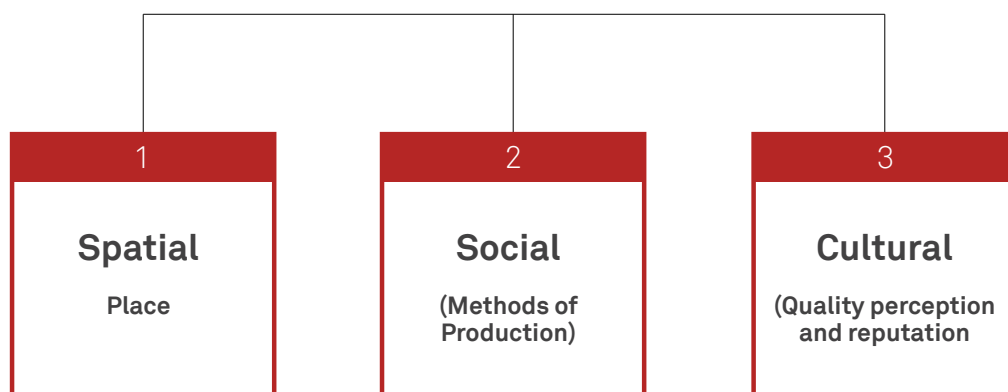 1
Spatial
Place
2
Social
(Methods of
Production)
3
Cultural
(Quality perception
and reputation